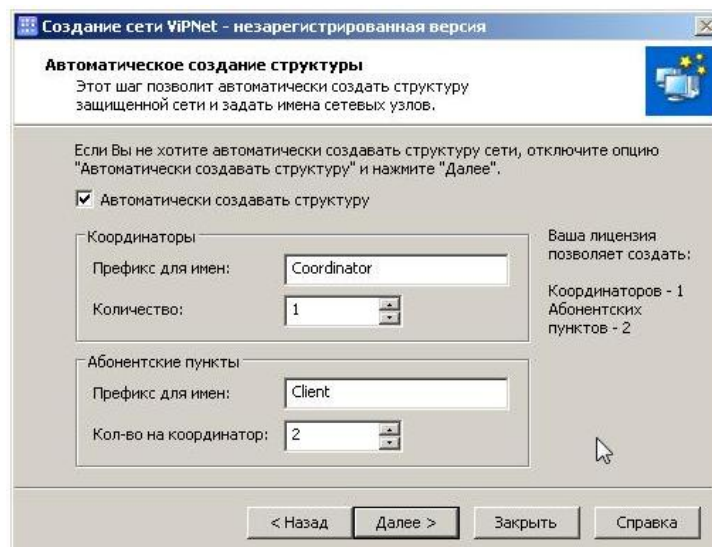 Создание сети ViPNet - незарегистрированная версия
Автоматическое создание структуры
Этот шаг позволит автоматически создать структуру
защищенной сети и задать имена сетевых узлов.
Если Вы не хотите автоматически создавать структуру сети, отключите опцию
"Автоматически создавать структуру" и нажмите "Далее".
Автоматически создавать структуру
Координаторы
Префикс для имен: Coordinator
Количество: 1
Ваша лицензия
позволяет создать:
Координаторов - 1
Абонентских
пунктов - 2
Абонентские пункты
Префикс для имен: Client
Кол-во на координатор: 2
< Назад Далее > Закрыть Справка